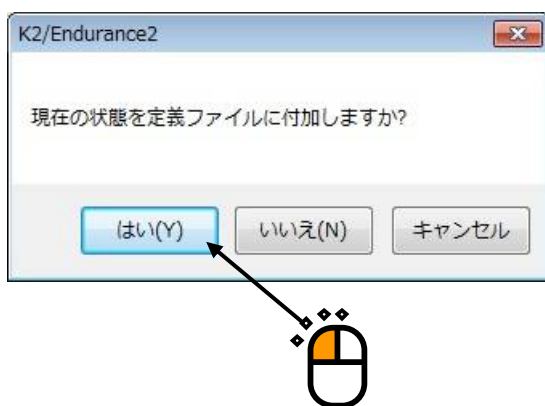 K2/Endurance2
現在の状態を定義ファイルに付加しますか?
はい(Y)
いいえ(N)
キャンセル